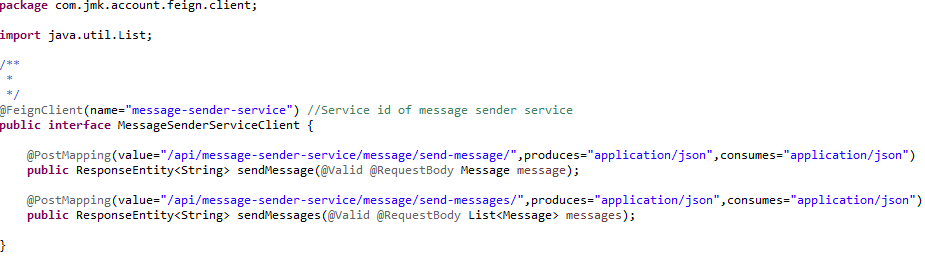 package com.jmk.account.feign.client;
import java.util.List;
/**
*
*/
@FeignClient(name="message-sender-service") //Service id of message sender service
public interface MessageSenderServiceClient {
@PostMapping(value="/api/message-sender-service/message/send-message/",produces="application/json",consumes="application/json")
public ResponseEntity<String> sendMessage(@Valid @RequestBody Message message);
@PostMapping(value="/api/message-sender-service/message/send-messages/",produces="application/json",consumes="application/json")
public ResponseEntity<String> sendMessages(@Valid @RequestBody List<Message> messages);
}